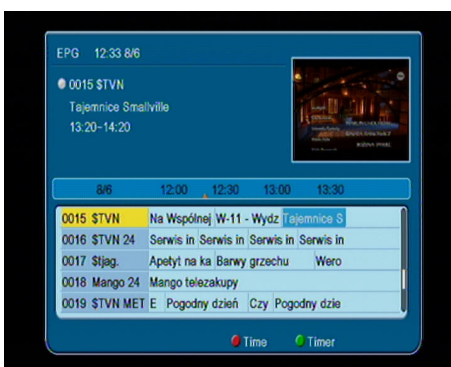 EPG 12:33 8/6
0015 $TVN
Tajemnice Smallville
13:20-14:20
8/6 12:00 12:30 13:00 13:30
0015 $TVN Na Wspólnej W-11 - Wydz Tajemnice S
0016 $TVN 24 Serwis in Serwis in Serwis in Serwis in
0017 $tjag. Apetyt na ka Barwy grzechu Wero
0018 Mango 24 Mango telezakupy
0019 $TVN MET E Pogodny dzień Czy Pogodny dzie
Time Timer